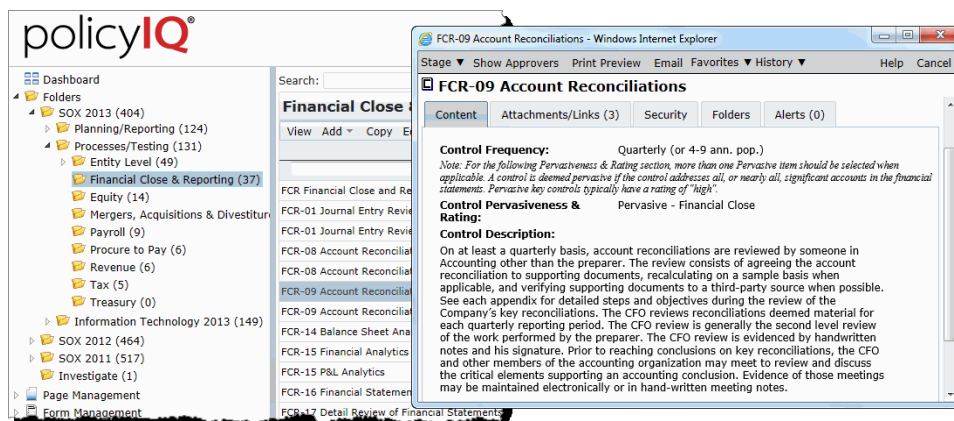 policyIQ®
Dashboard
Folders
SOX 2013 (404)
Planning/Reporting (124)
Processes/Testing (131)
Entity Level (49)
Financial Close & Reporting (37)
Equity (14)
Mergers, Acquisitions & Divestitur
Payroll (9)
Procure to Pay (6)
Revenue (6)
Tax (5)
Treasury (0)
Information Technology 2013 (149)
SOX 2012 (464)
SOX 2011 (517)
Investigate (1)
Page Management
Form Management
Search:
Financial Close &
View Add Copy Ed
FCR Financial Close and Re
FCR-01 Journal Entry Revie
FCR-01 Journal Entry Revie
FCR-08 Account Reconciliat
FCR-08 Account Reconciliat
FCR-09 Account Reconciliat
FCR-09 Account Reconciliat
FCR-14 Balance Sheet Ana
FCR-15 Financial Analytics
FCR-15 P&L Analytics
FCR-16 Financial Statemen
FCR-17 Detail Review of Financial Statements
FCR-09 Account Reconciliations - Windows Internet Explorer
Stage ▼ Show Approvers Print Preview Email Favorites ▼ History ▼ Help Cancel
FCR-09 Account Reconciliations
Content Attachments/Links (3) Security Folders Alerts (0)
Control Frequency: Quarterly (or 4-9 ann. pop.)
Note: For the following Pervasiveness & Rating section, more than one Pervasive item should be selected when
applicable. A control is deemed pervasive if the control addresses all, or nearly all, significant accounts in the financial
statements. Pervasive key controls typically have a rating of "high".
Control Pervasiveness & Pervasive - Financial Close
Rating:
Control Description:
On at least a quarterly basis, account reconciliations are reviewed by someone in
Accounting other than the preparer. The review consists of agreeing the account
reconciliation to supporting documents, recalculating on a sample basis when
applicable, and verifying supporting documents to a third-party source when possible.
See each appendix for detailed steps and objectives during the review of the
Company's key reconciliations. The CFO reviews reconciliations deemed material for
each quarterly reporting period. The CFO review is generally the second level review
of the work performed by the preparer. The CFO review is evidenced by handwritten
notes and his signature. Prior to reaching conclusions on key reconciliations, the CFO
and other members of the accounting organization may meet to review and discuss
the critical elements supporting an accounting conclusion. Evidence of those meetings
may be maintained electronically or in hand-written meeting notes.